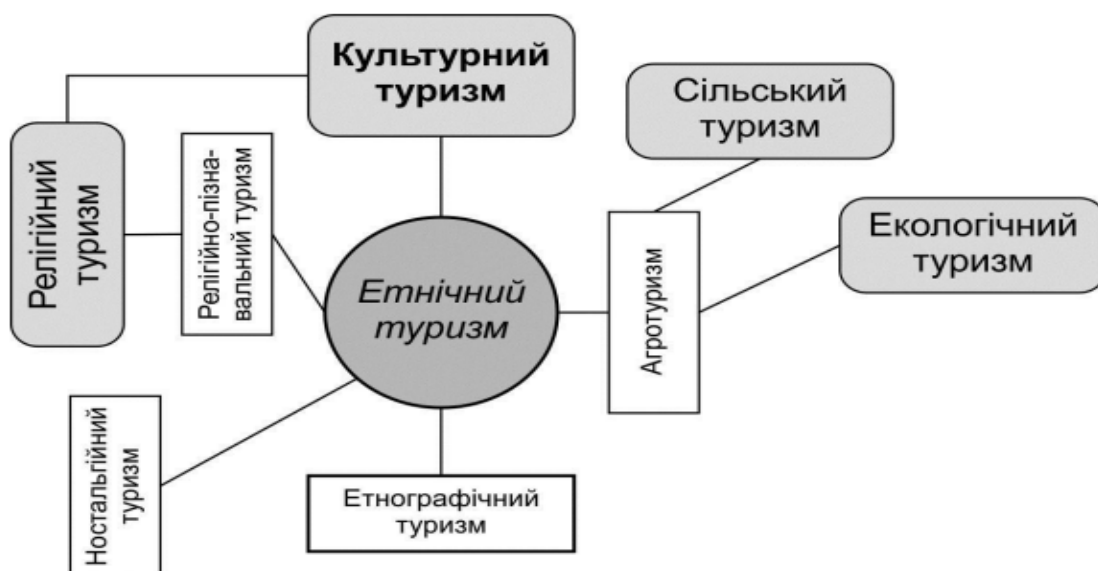 Культурний
туризм
Сільський
туризм
Релігійний
туризм
Релігійно-пізна-
вальний туризм
Екологічний
туризм
Етнічний
туризм
Агротуризм
Ностальгійний
туризм
Етнографічний
туризм